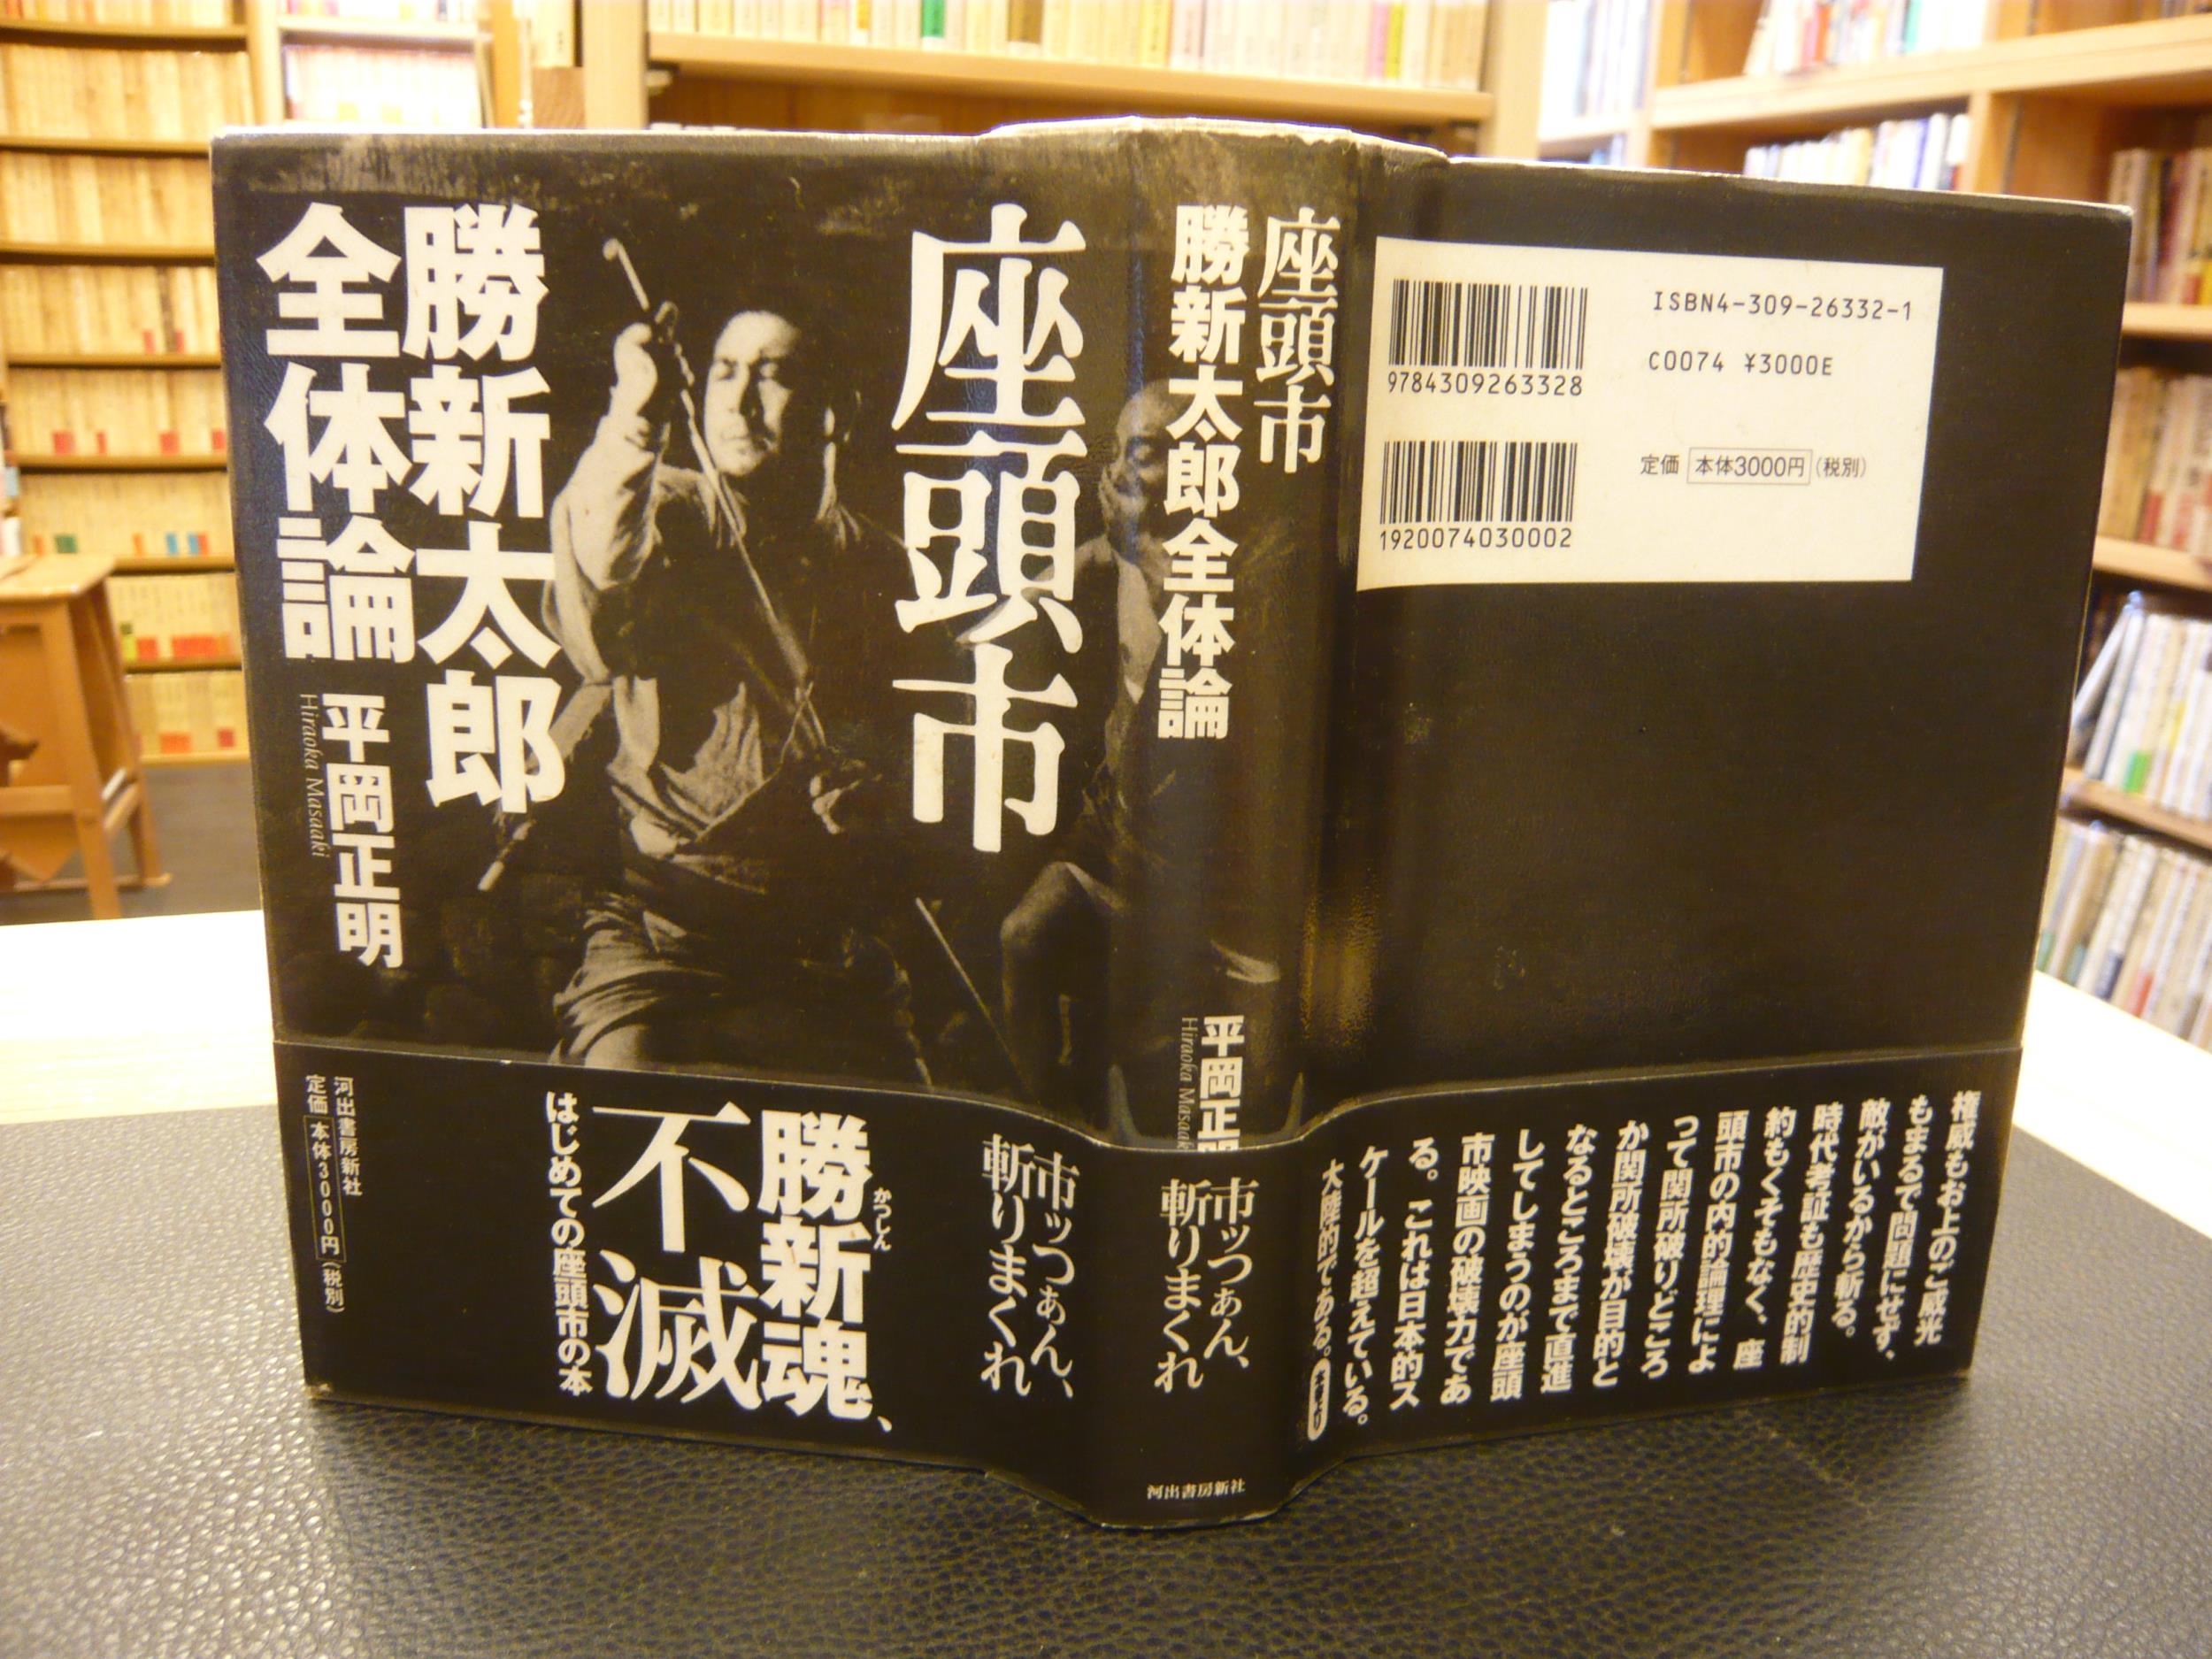 座頭市
勝新太郎
全体論
平岡正明
Hiraoka Masaaki
市ッつぁん、
斬りまくれ
勝新魂、
かつしん
不滅
はじめての座頭市の本
河出書房新社
定価 本体3000円(税別)
座頭市
勝新太郎全体論
平岡正明
Hiraoka Masaaki
市ッつぁん、
斬りまくれ
河出書房新社
9784309263328
1920074030002
ISBN4-309-26332-1
C0074 ¥3000E
定価 本体3000円(税別)
権威もお上のご威光
もまるで問題にせず、
敵がいるから斬る。
時代考証も歴史的制
約もくそもなく、座
頭市の内的論理によ
って関所破りどころ
か関所破壊が目的と
なるところまで直進
してしまうのが座頭
市映画の破壊力であ
る。これは日本的ス
ケールを超えている。
大陸的である。
本文より